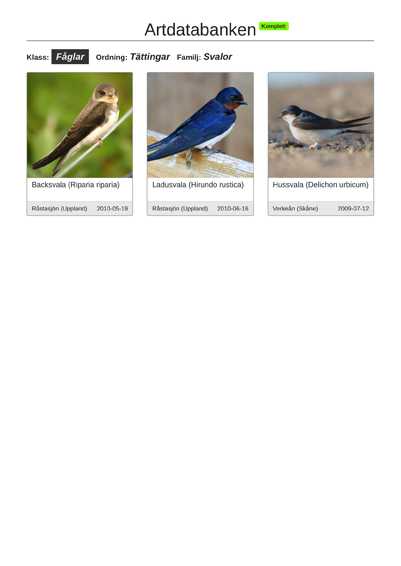 Artdatabanken Komplett
Klass: Fåglar Ordning: Tättingar Familj: Svalor
Backsvala (Riparia riparia)
Råstasjön (Uppland) 2010-05-19
Ladusvala (Hirundo rustica)
Råstasjön (Uppland) 2010-06-16
Hussvala (Delichon urbicum)
Verkeån (Skåne) 2009-07-12